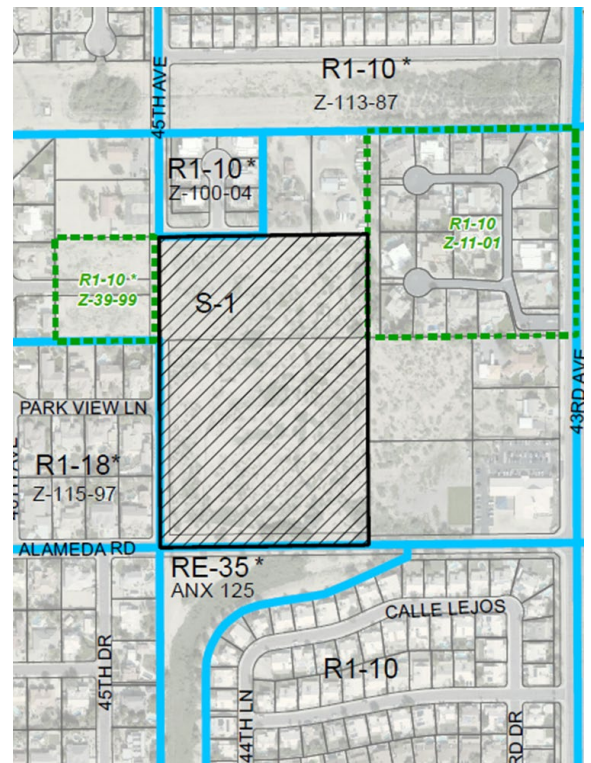 45TH AVE
R1-10 *
Z-113-87
R1-10 *
Z-100-04
R1-10
Z-11-01
R1-10 *
Z-39-99
S-1
43RD AVE
PARK VIEW LN
R1-18 *
Z-115-97
ALAMEDA RD
RE-35 *
ANX 125
CALLE LEJOS
45TH DR
R1-10
44TH LN
RD DR